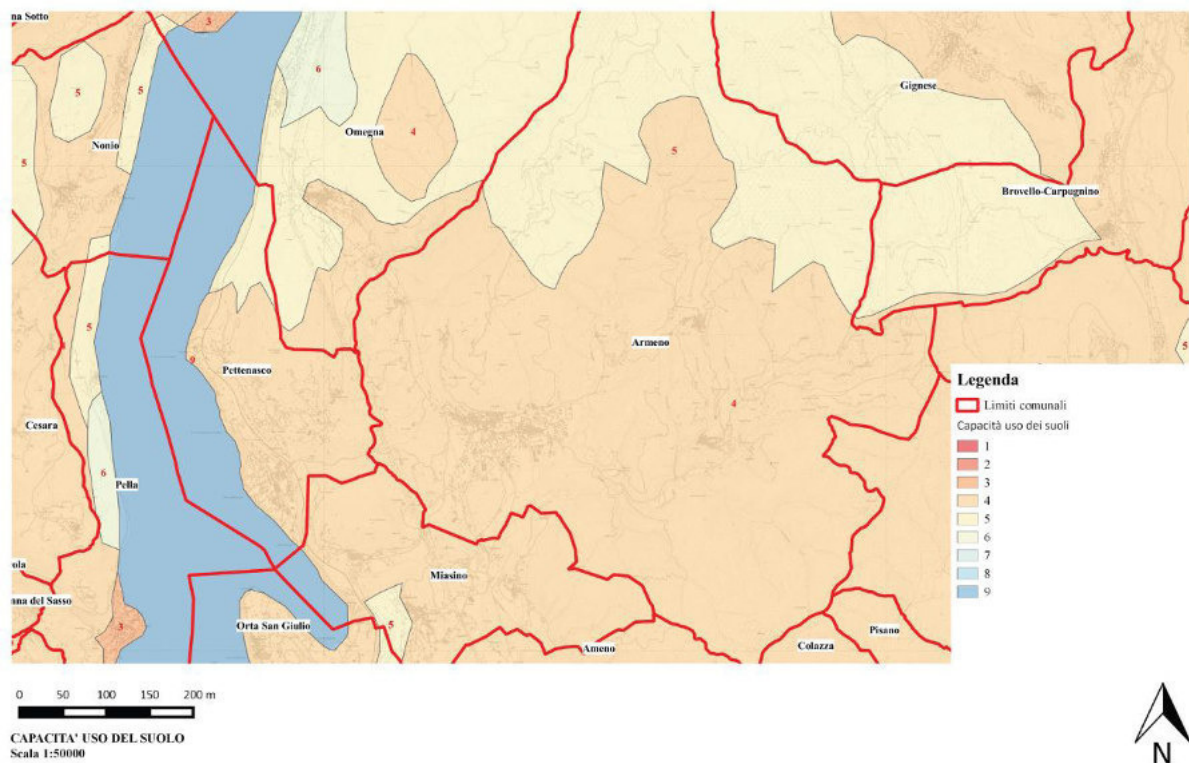 na Sotto
3
5
5
6
Omegna
4
Nonio
5
5
Gignese
Brovello-Carpugnino
5
5
9
Pettenasco
Armeno
4
Cesara
6
Pella
ola
nna del Sasso
3
Orta San Giulio
5
Miasino
Ameno
Colazza
Pisano
Legenda
Limiti comunali
Capacità uso dei suoli
1
2
3
4
5
6
7
8
9
0 50 100 150 200 m
CAPACITA' USO DEL SUOLO
Scala 1:50000
N